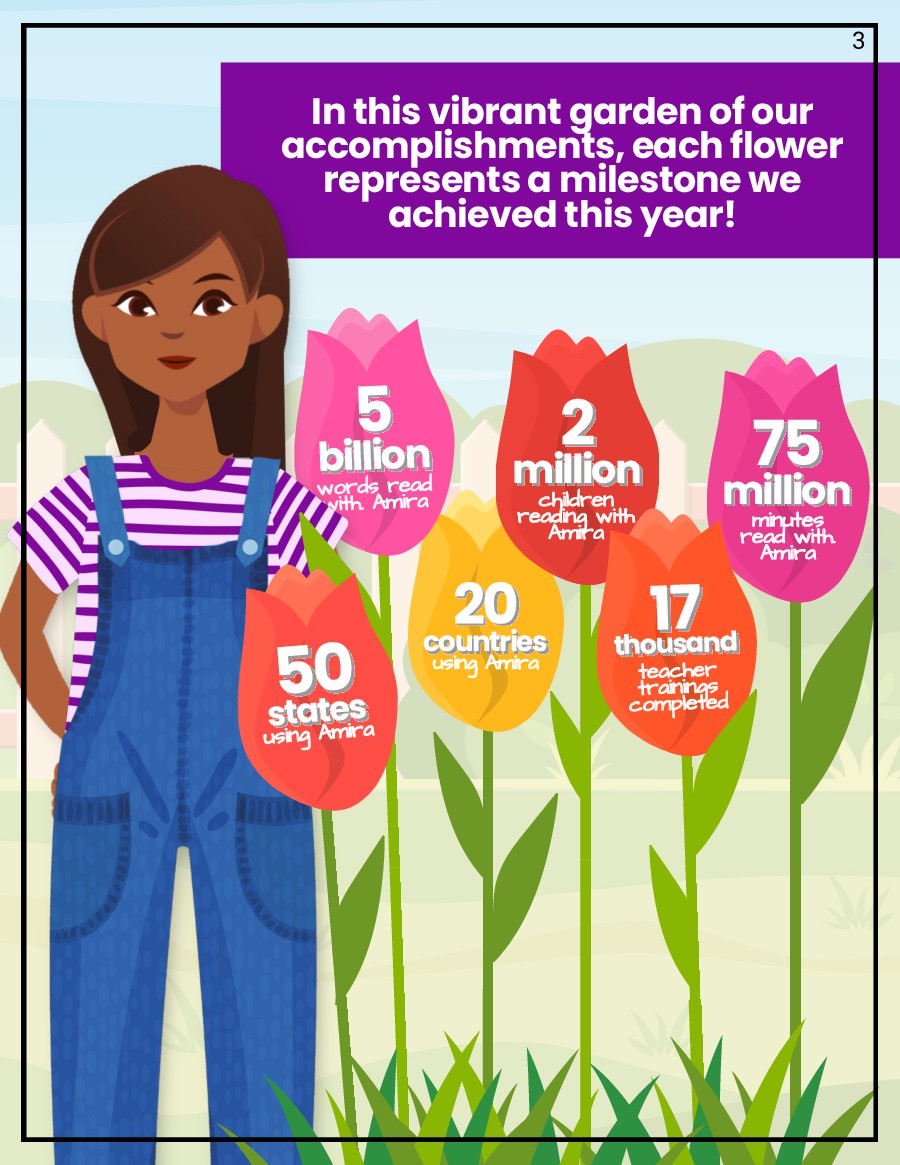 3
In this vibrant garden of our
accomplishments, each flower
represents a milestone we
achieved this year!
5
billion
words read
with Amira
2
million
children
reading with
Amira
75
million
minutes
read with
Amira
20
countries
using Amira
17
thousand
teacher
trainings
completed
50
states
using Amira